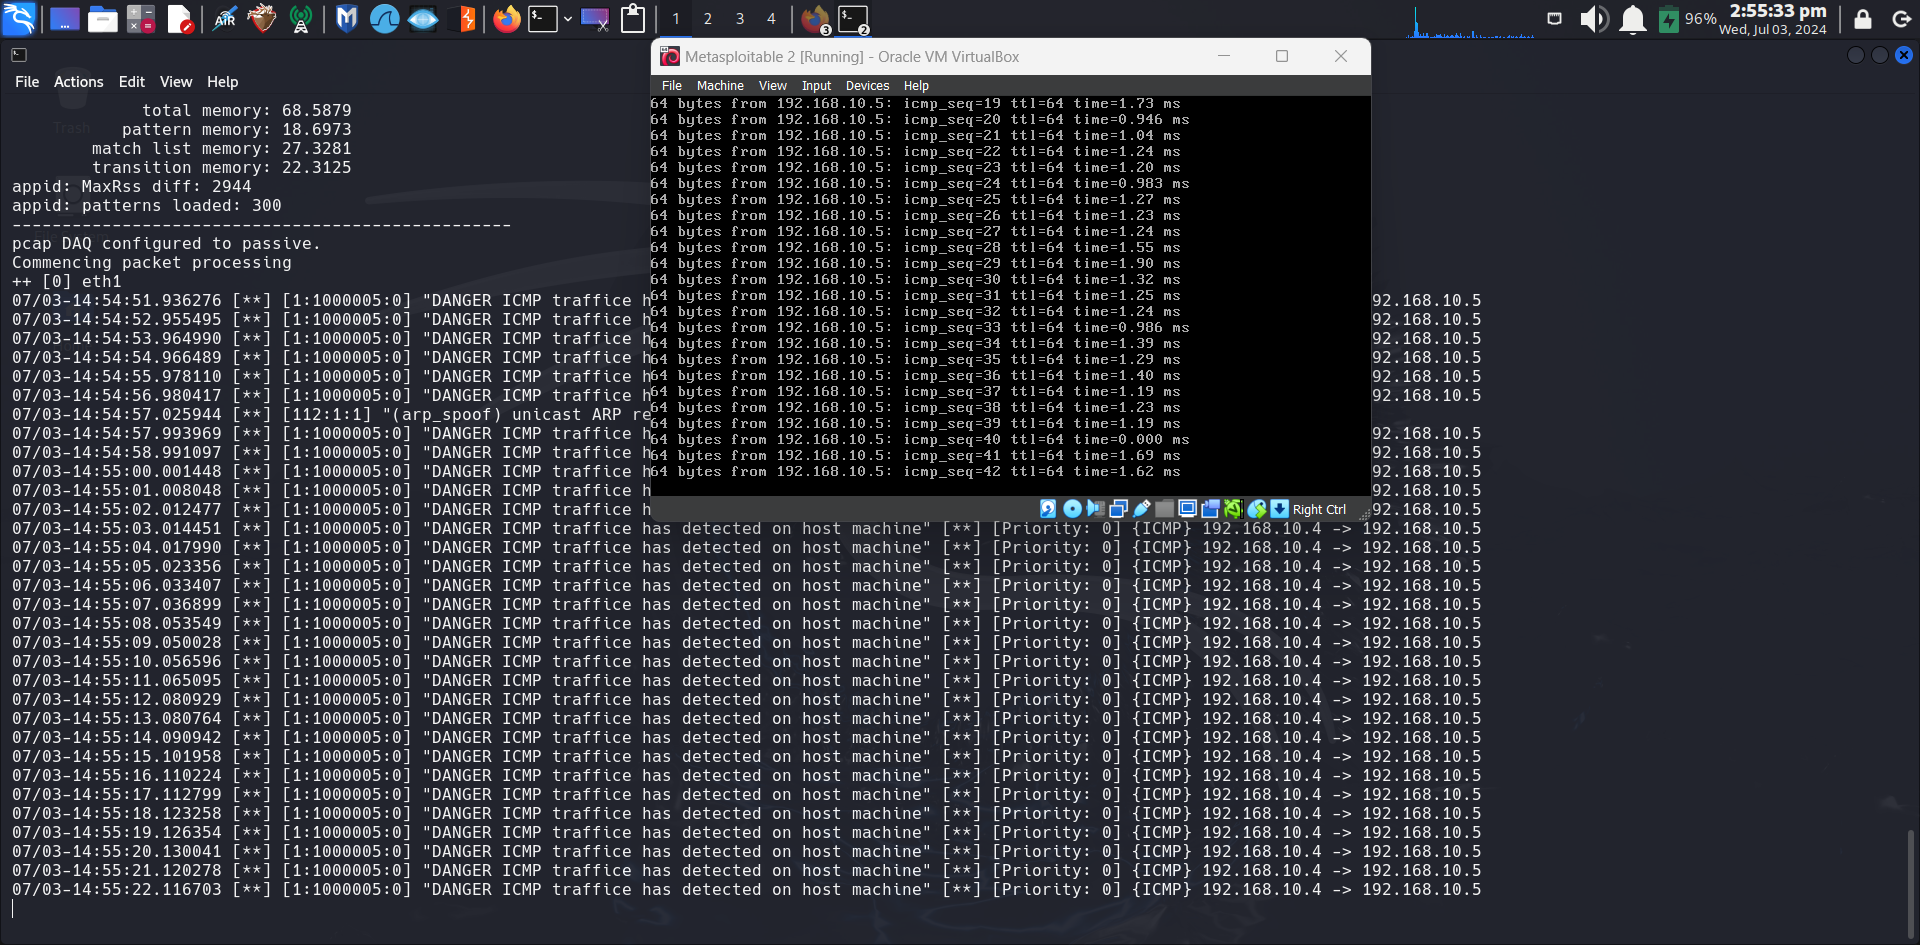 1 2 3 4
3
2
96%
2:55:33 pm
Wed, Jul 03, 2024
File Actions Edit View Help
Trash
total memory: 68.5879
pattern memory: 18.6973
match list memory: 27.3281
transition memory: 22.3125
appid: MaxRss diff: 2944
appid: patterns loaded: 300
--------------------------------------------------
pcap DAQ configured to passive.
Commencing packet processing
++ [0] eth1
07/03-14:54:51.936276 [**] [1:1000005:0] "DANGER ICMP traffice h 92.168.10.5
07/03-14:54:52.955495 [**] [1:1000005:0] "DANGER ICMP traffice h 92.168.10.5
07/03-14:54:53.964990 [**] [1:1000005:0] "DANGER ICMP traffice h 92.168.10.5
07/03-14:54:54.966489 [**] [1:1000005:0] "DANGER ICMP traffice h 92.168.10.5
07/03-14:54:55.978110 [**] [1:1000005:0] "DANGER ICMP traffice h 92.168.10.5
07/03-14:54:56.980417 [**] [1:1000005:0] "DANGER ICMP traffice h 92.168.10.5
07/03-14:54:57.025944 [**] [112:1:1] "(arp_spoof) unicast ARP re
07/03-14:54:57.993969 [**] [1:1000005:0] "DANGER ICMP traffice h 92.168.10.5
07/03-14:54:58.991097 [**] [1:1000005:0] "DANGER ICMP traffice h 92.168.10.5
07/03-14:55:00.001448 [**] [1:1000005:0] "DANGER ICMP traffice h 92.168.10.5
07/03-14:55:01.008048 [**] [1:1000005:0] "DANGER ICMP traffice h 92.168.10.5
07/03-14:55:02.012477 [**] [1:1000005:0] "DANGER ICMP traffice h 92.168.10.5
07/03-14:55:03.014451 [**] [1:1000005:0] "DANGER ICMP traffice has detected on host machine" [**] [Priority: 0] {ICMP} 192.168.10.4 -> 192.168.10.5
07/03-14:55:04.017990 [**] [1:1000005:0] "DANGER ICMP traffice has detected on host machine" [**] [Priority: 0] {ICMP} 192.168.10.4 -> 192.168.10.5
07/03-14:55:05.023356 [**] [1:1000005:0] "DANGER ICMP traffice has detected on host machine" [**] [Priority: 0] {ICMP} 192.168.10.4 -> 192.168.10.5
07/03-14:55:06.033407 [**] [1:1000005:0] "DANGER ICMP traffice has detected on host machine" [**] [Priority: 0] {ICMP} 192.168.10.4 -> 192.168.10.5
07/03-14:55:07.036899 [**] [1:1000005:0] "DANGER ICMP traffice has detected on host machine" [**] [Priority: 0] {ICMP} 192.168.10.4 -> 192.168.10.5
07/03-14:55:08.053549 [**] [1:1000005:0] "DANGER ICMP traffice has detected on host machine" [**] [Priority: 0] {ICMP} 192.168.10.4 -> 192.168.10.5
07/03-14:55:09.050028 [**] [1:1000005:0] "DANGER ICMP traffice has detected on host machine" [**] [Priority: 0] {ICMP} 192.168.10.4 -> 192.168.10.5
07/03-14:55:10.056596 [**] [1:1000005:0] "DANGER ICMP traffice has detected on host machine" [**] [Priority: 0] {ICMP} 192.168.10.4 -> 192.168.10.5
07/03-14:55:11.065095 [**] [1:1000005:0] "DANGER ICMP traffice has detected on host machine" [**] [Priority: 0] {ICMP} 192.168.10.4 -> 192.168.10.5
07/03-14:55:12.080929 [**] [1:1000005:0] "DANGER ICMP traffice has detected on host machine" [**] [Priority: 0] {ICMP} 192.168.10.4 -> 192.168.10.5
07/03-14:55:13.080764 [**] [1:1000005:0] "DANGER ICMP traffice has detected on host machine" [**] [Priority: 0] {ICMP} 192.168.10.4 -> 192.168.10.5
07/03-14:55:14.090942 [**] [1:1000005:0] "DANGER ICMP traffice has detected on host machine" [**] [Priority: 0] {ICMP} 192.168.10.4 -> 192.168.10.5
07/03-14:55:15.101958 [**] [1:1000005:0] "DANGER ICMP traffice has detected on host machine" [**] [Priority: 0] {ICMP} 192.168.10.4 -> 192.168.10.5
07/03-14:55:16.110224 [**] [1:1000005:0] "DANGER ICMP traffice has detected on host machine" [**] [Priority: 0] {ICMP} 192.168.10.4 -> 192.168.10.5
07/03-14:55:17.112799 [**] [1:1000005:0] "DANGER ICMP traffice has detected on host machine" [**] [Priority: 0] {ICMP} 192.168.10.4 -> 192.168.10.5
07/03-14:55:18.123258 [**] [1:1000005:0] "DANGER ICMP traffice has detected on host machine" [**] [Priority: 0] {ICMP} 192.168.10.4 -> 192.168.10.5
07/03-14:55:19.126354 [**] [1:1000005:0] "DANGER ICMP traffice has detected on host machine" [**] [Priority: 0] {ICMP} 192.168.10.4 -> 192.168.10.5
07/03-14:55:20.130041 [**] [1:1000005:0] "DANGER ICMP traffice has detected on host machine" [**] [Priority: 0] {ICMP} 192.168.10.4 -> 192.168.10.5
07/03-14:55:21.120278 [**] [1:1000005:0] "DANGER ICMP traffice has detected on host machine" [**] [Priority: 0] {ICMP} 192.168.10.4 -> 192.168.10.5
07/03-14:55:22.116703 [**] [1:1000005:0] "DANGER ICMP traffice has detected on host machine" [**] [Priority: 0] {ICMP} 192.168.10.4 -> 192.168.10.5
Metasploitable 2 [Running] - Oracle VM VirtualBox
File Machine View Input Devices Help
64 bytes from 192.168.10.5: icmp_seq=19 ttl=64 time=1.73 ms
64 bytes from 192.168.10.5: icmp_seq=20 ttl=64 time=0.946 ms
64 bytes from 192.168.10.5: icmp_seq=21 ttl=64 time=1.04 ms
64 bytes from 192.168.10.5: icmp_seq=22 ttl=64 time=1.24 ms
64 bytes from 192.168.10.5: icmp_seq=23 ttl=64 time=1.20 ms
64 bytes from 192.168.10.5: icmp_seq=24 ttl=64 time=0.983 ms
64 bytes from 192.168.10.5: icmp_seq=25 ttl=64 time=1.27 ms
64 bytes from 192.168.10.5: icmp_seq=26 ttl=64 time=1.23 ms
64 bytes from 192.168.10.5: icmp_seq=27 ttl=64 time=1.24 ms
64 bytes from 192.168.10.5: icmp_seq=28 ttl=64 time=1.55 ms
64 bytes from 192.168.10.5: icmp_seq=29 ttl=64 time=1.90 ms
64 bytes from 192.168.10.5: icmp_seq=30 ttl=64 time=1.32 ms
64 bytes from 192.168.10.5: icmp_seq=31 ttl=64 time=1.25 ms
64 bytes from 192.168.10.5: icmp_seq=32 ttl=64 time=1.24 ms
64 bytes from 192.168.10.5: icmp_seq=33 ttl=64 time=0.986 ms
64 bytes from 192.168.10.5: icmp_seq=34 ttl=64 time=1.39 ms
64 bytes from 192.168.10.5: icmp_seq=35 ttl=64 time=1.29 ms
64 bytes from 192.168.10.5: icmp_seq=36 ttl=64 time=1.40 ms
64 bytes from 192.168.10.5: icmp_seq=37 ttl=64 time=1.19 ms
64 bytes from 192.168.10.5: icmp_seq=38 ttl=64 time=1.23 ms
64 bytes from 192.168.10.5: icmp_seq=39 ttl=64 time=1.19 ms
64 bytes from 192.168.10.5: icmp_seq=40 ttl=64 time=0.000 ms
64 bytes from 192.168.10.5: icmp_seq=41 ttl=64 time=1.69 ms
64 bytes from 192.168.10.5: icmp_seq=42 ttl=64 time=1.62 ms
Right Ctrl